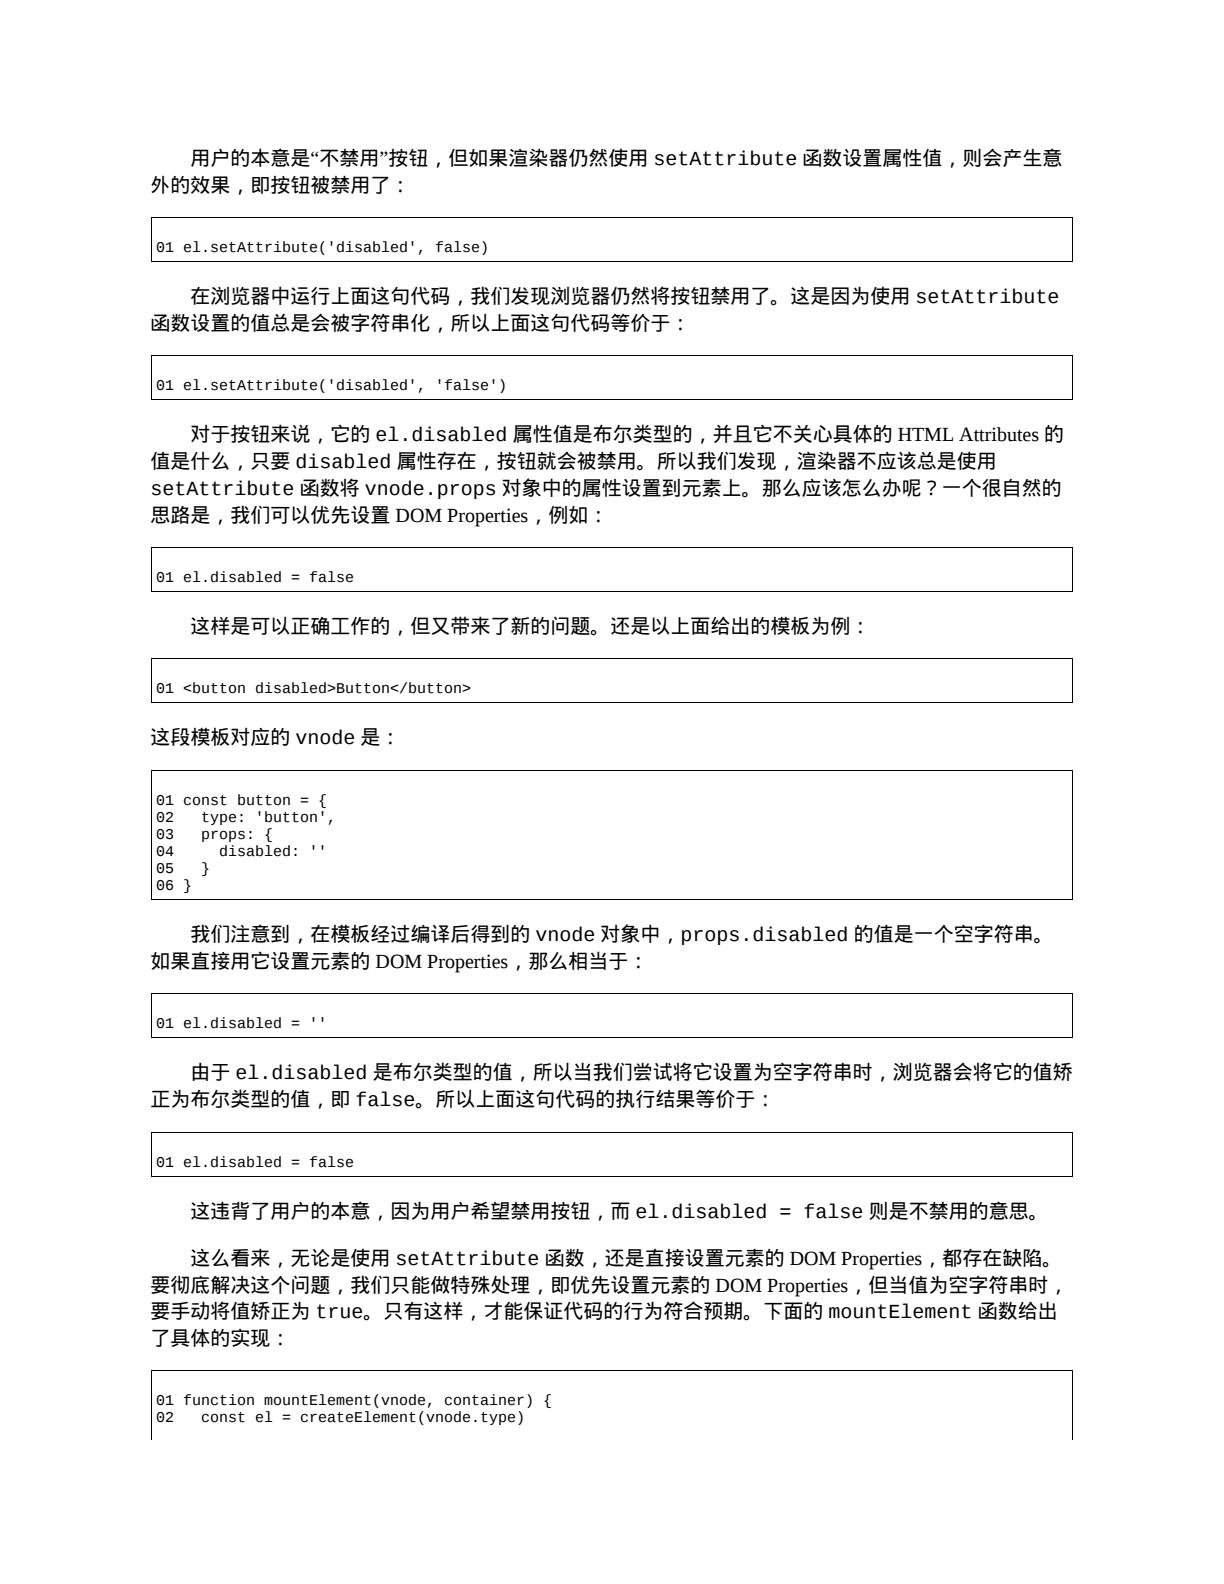 用户的本意是“不禁用”按钮，但如果渲染器仍然使用 setAttribute 函数设置属性值，则会产生意
外的效果，即按钮被禁用了：
01 el.setAttribute('disabled', false)
在浏览器中运行上面这句代码，我们发现浏览器仍然将按钮禁用了。这是因为使用 setAttribute
函数设置的值总是会被字符串化，所以上面这句代码等价于：
01 el.setAttribute('disabled', 'false')
对于按钮来说，它的 el.disabled 属性值是布尔类型的，并且它不关心具体的 HTML Attributes 的
值是什么，只要 disabled 属性存在，按钮就会被禁用。所以我们发现，渲染器不应该总是使用
setAttribute 函数将 vnode.props 对象中的属性设置到元素上。那么应该怎么办呢？一个很自然的
思路是，我们可以优先设置 DOM Properties，例如：
01 el.disabled = false
这样是可以正确工作的，但又带来了新的问题。还是以上面给出的模板为例：
01 <button disabled>Button</button>
这段模板对应的 vnode 是：
01 const button = {
02   type: 'button',
03   props: {
04     disabled: ''
05   }
06 }
我们注意到，在模板经过编译后得到的 vnode 对象中，props.disabled 的值是一个空字符串。
如果直接用它设置元素的 DOM Properties，那么相当于：
01 el.disabled = ''
由于 el.disabled 是布尔类型的值，所以当我们尝试将它设置为空字符串时，浏览器会将它的值矫
正为布尔类型的值，即 false。所以上面这句代码的执行结果等价于：
01 el.disabled = false
这违背了用户的本意，因为用户希望禁用按钮，而 el.disabled = false 则是不禁用的意思。
这么看来，无论是使用 setAttribute 函数，还是直接设置元素的 DOM Properties，都存在缺陷。
要彻底解决这个问题，我们只能做特殊处理，即优先设置元素的 DOM Properties，但当值为空字符串时，
要手动将值矫正为 true。只有这样，才能保证代码的行为符合预期。下面的 mountElement 函数给出
了具体的实现：
01 function mountElement(vnode, container) {
02   const el = createElement(vnode.type)